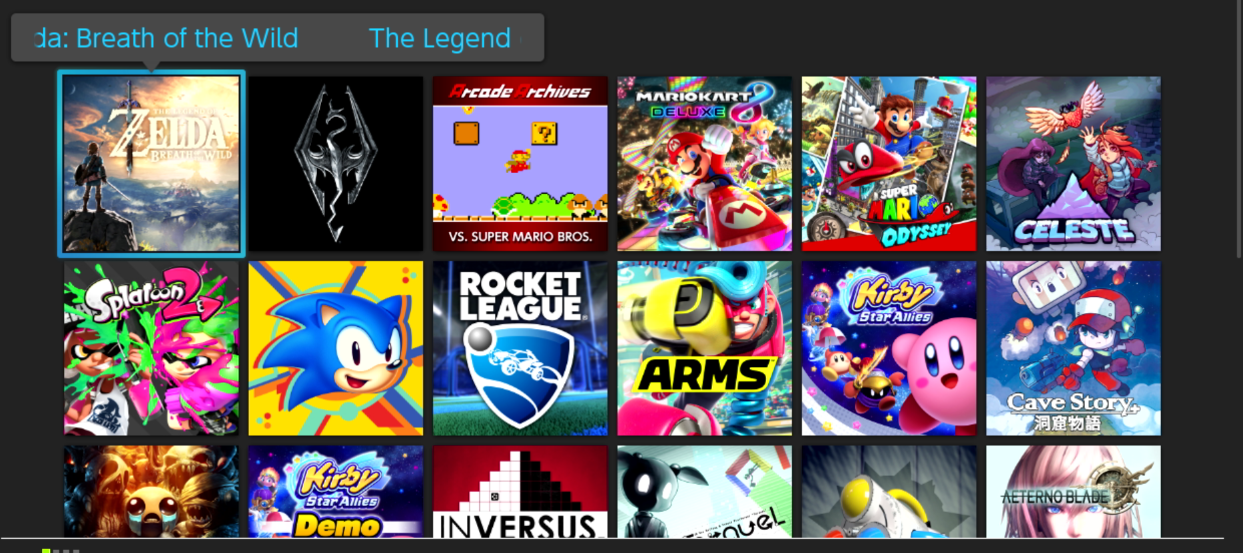 da: Breath of the Wild The Legend
THE LEGEND OF
ZELDA
BREATH OF THE WILD
Arcade Archives
?
VS. SUPER MARIO BROS.
MARIOKART 8
DELUXE
M
SUPER
MARIO
ODYSSEY
CELESTE
Splatoon 2
ROCKET
LEAGUE
ARMS
Kirby
Star Allies
Cave Story+
洞窟物語
Kirby
Star Allies
Demo
INVERSUS
AETERNO BLADE